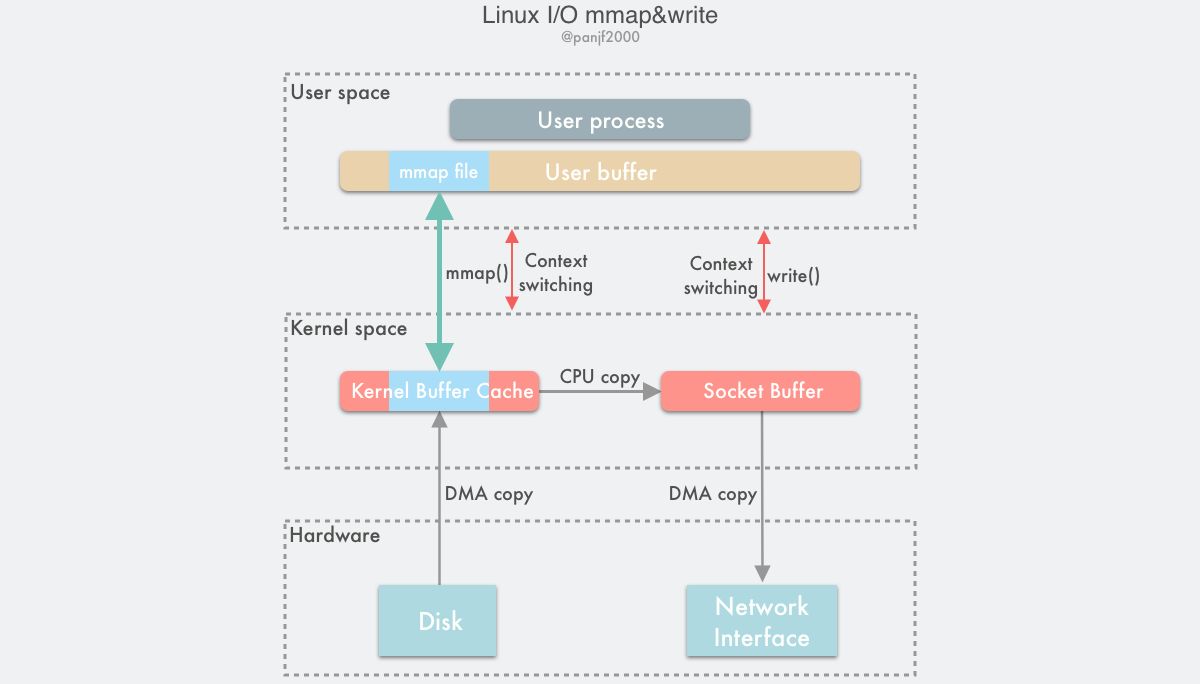 Linux I/O mmap&write
@panjf2000
User space
User process
mmap file
User buffer
mmap()
Context
switching
Context
switching
write()
Kernel space
Kernel Buffer Cache
CPU copy
Socket Buffer
DMA copy
DMA copy
Hardware
Disk
Network
Interface